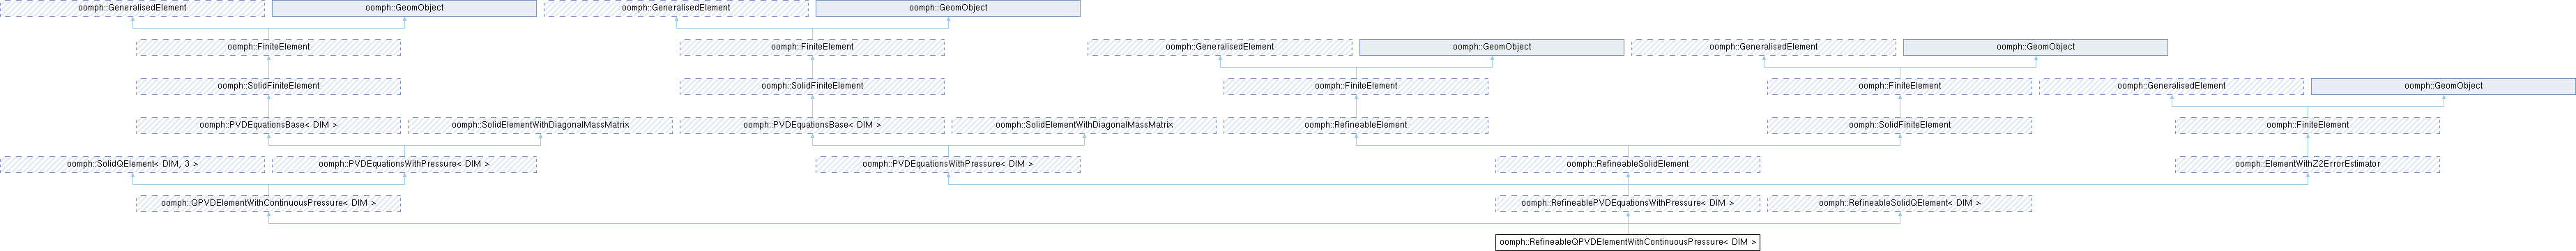 oomph::GeneralisedElement
oomph::GeomObject
oomph::GeneralisedElement
oomph::GeomObject
oomph::FiniteElement
oomph::FiniteElement
oomph::GeneralisedElement
oomph::GeomObject
oomph::GeneralisedElement
oomph::GeomObject
oomph::SolidFiniteElement
oomph::SolidFiniteElement
oomph::FiniteElement
oomph::FiniteElement
oomph::GeneralisedElement
oomph::GeomObject
oomph::PVDEquationsBase< DIM >
oomph::SolidElementWithDiagonalMassMatrix
oomph::PVDEquationsBase< DIM >
oomph::SolidElementWithDiagonalMassMatrix
oomph::RefineableElement
oomph::SolidFiniteElement
oomph::FiniteElement
oomph::SolidQElement< DIM, 3 >
oomph::PVDEquationsWithPressure< DIM >
oomph::PVDEquationsWithPressure< DIM >
oomph::RefineableSolidElement
oomph::ElementWithZ2ErrorEstimator
oomph::QPVDElementWithContinuousPressure< DIM >
oomph::RefineablePVDEquationsWithPressure< DIM >
oomph::RefineableSolidQElement< DIM >
oomph::RefineableQPVDElementWithContinuousPressure< DIM >